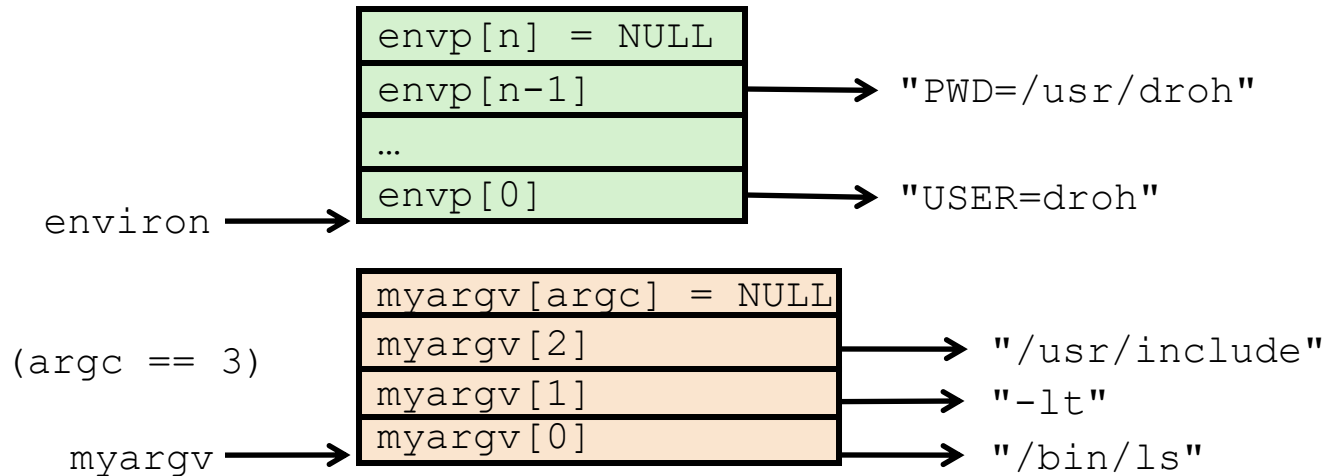 envp[n] = NULL
envp[n-1]
"PWD=/usr/droh"
…
envp[0]
"USER=droh"
environ
myargv[argc] = NULL
myargv[2]
"/usr/include"
(argc == 3)
myargv[1]
"-lt"
myargv[0]
"/bin/ls"
myargv